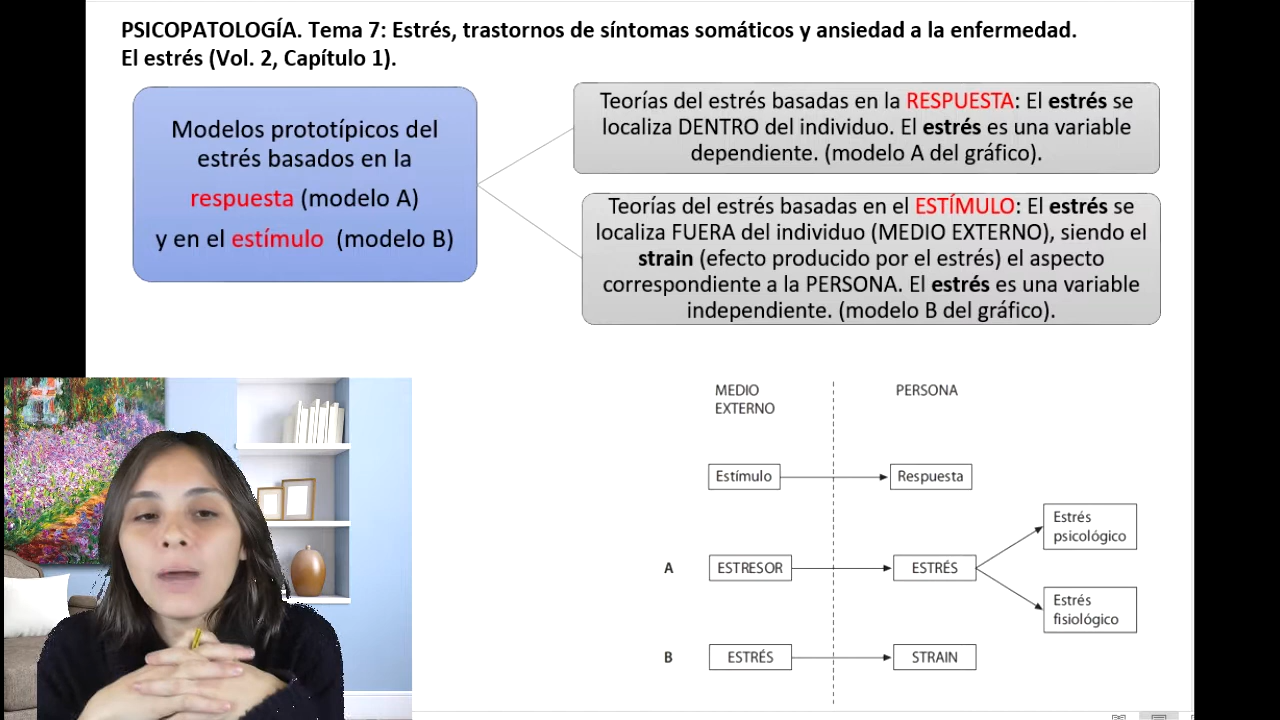 PSICOPATOLOGÍA. Tema 7: Estrés, trastornos de síntomas somáticos y ansiedad a la enfermedad.
El estrés (Vol. 2, Capítulo 1).
Modelos prototípicos del
estrés basados en la
respuesta (modelo A)
y en el estímulo (modelo B)
Teorías del estrés basadas en la RESPUESTA: El estrés se
localiza DENTRO del individuo. El estrés es una variable
dependiente. (modelo A del gráfico).
Teorías del estrés basadas en el ESTÍMULO: El estrés se
localiza FUERA del individuo (MEDIO EXTERNO), siendo el
strain (efecto producido por el estrés) el aspecto
correspondiente a la PERSONA. El estrés es una variable
independiente. (modelo B del gráfico).
MEDIO
EXTERNO
PERSONA
Estímulo
Respuesta
A
ESTRESOR
ESTRÉS
Estrés
psicológico
Estrés
fisiológico
B
ESTRÉS
STRAIN